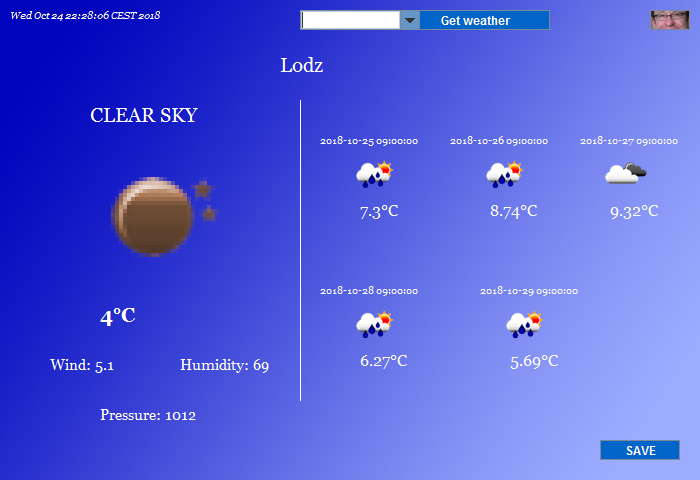 Wed Oct 24 22:28:06 CEST 2018
Get weather
Lodz
CLEAR SKY
4°C
Wind: 5.1
Humidity: 69
Pressure: 1012
2018-10-25 09:00:00
2018-10-26 09:00:00
2018-10-27 09:00:00
7.3°C
8.74°C
9.32°C
2018-10-28 09:00:00
2018-10-29 09:00:00
6.27°C
5.69°C
SAVE